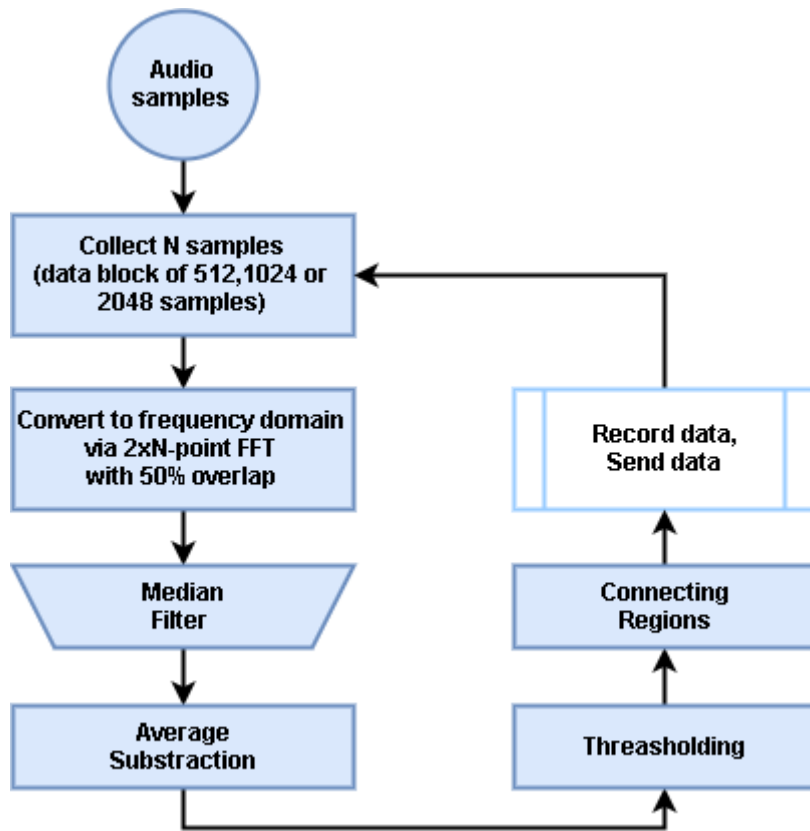 Audio
samples
Collect N samples
(data block of 512,1024 or
2048 samples)
Convert to frequency domain
via 2xN-point FFT
with 50% overlap
Median
Filter
Average
Substraction
Threasholding
Connecting
Regions
Record data,
Send data